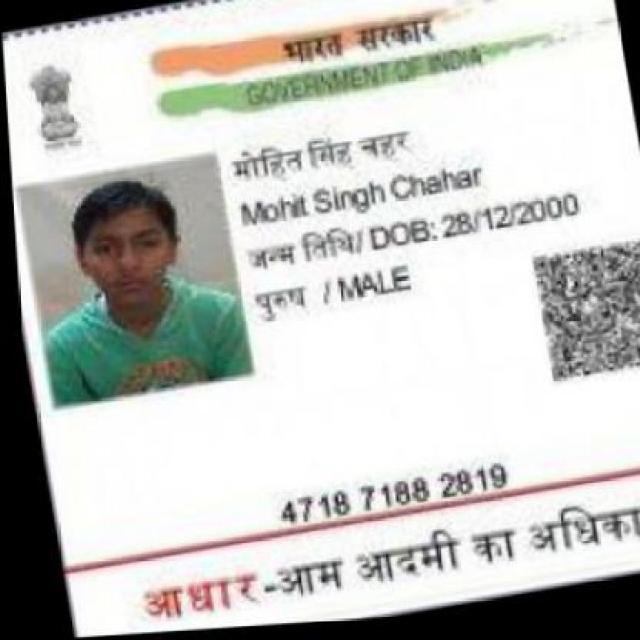 भारत सरकार
GOVERNMENT OF INDIA
मोहित सिंह चहर
Mohit Singh Chahar
जन्म तिथि/ DOB: 28/12/2000
पुरुष / MALE
4718 7188 2819
आधार-आम आदमी का अधिका